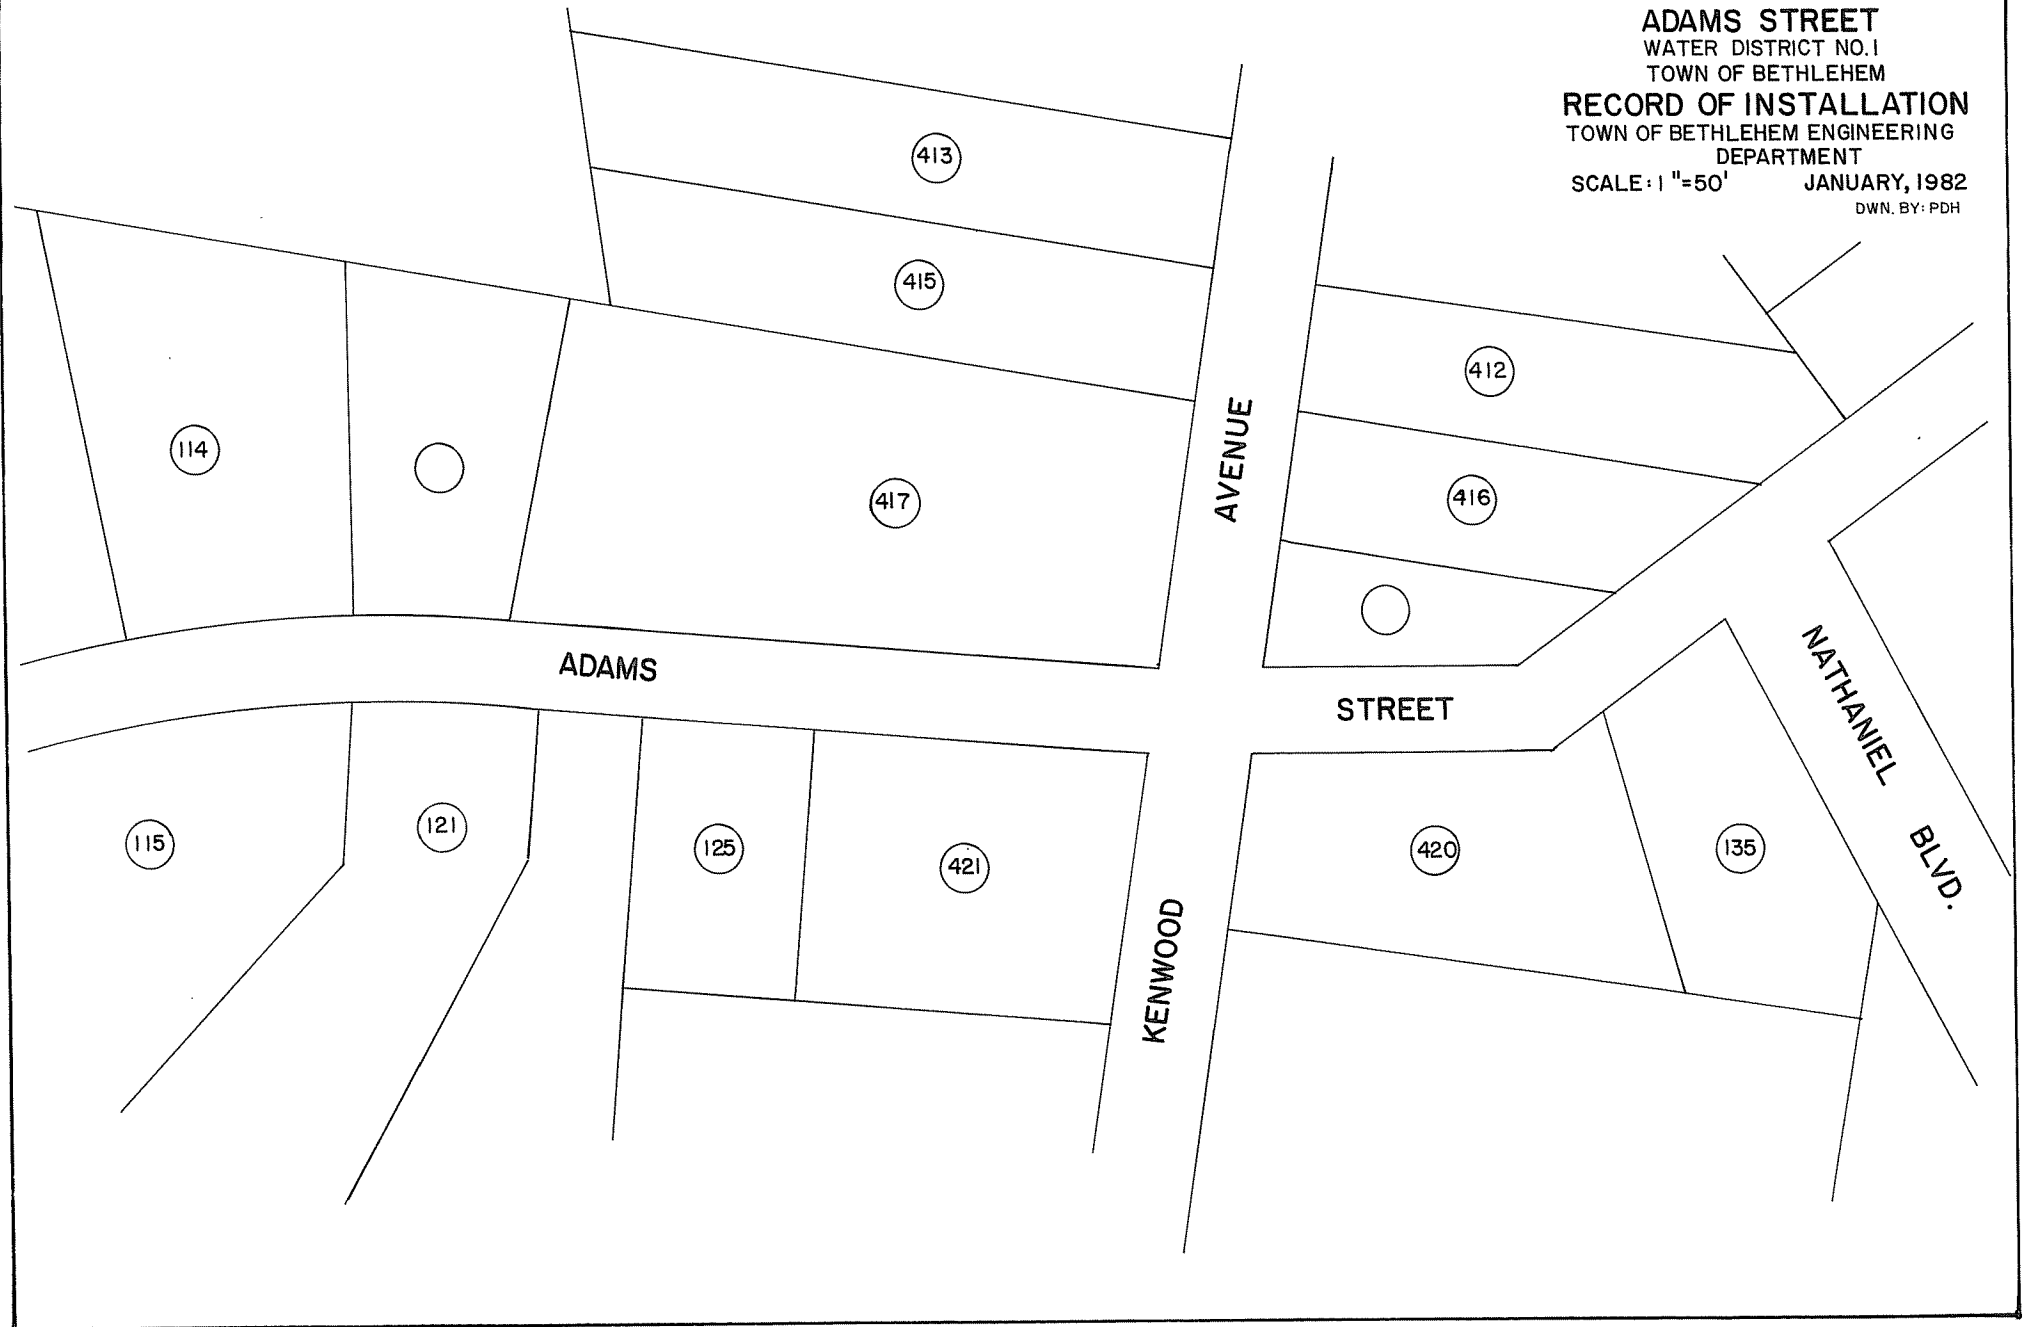 ADAMS STREET
WATER DISTRICT NO.1
TOWN OF BETHLEHEM
RECORD OF INSTALLATION
TOWN OF BETHLEHEM ENGINEERING
DEPARTMENT
SCALE: 1"=50' JANUARY, 1982
DWN. BY: PDH
413
415
412
114
417
AVENUE
416
ADAMS
STREET
NATHANIEL BLVD.
115
121
125
421
420
135
KENWOOD